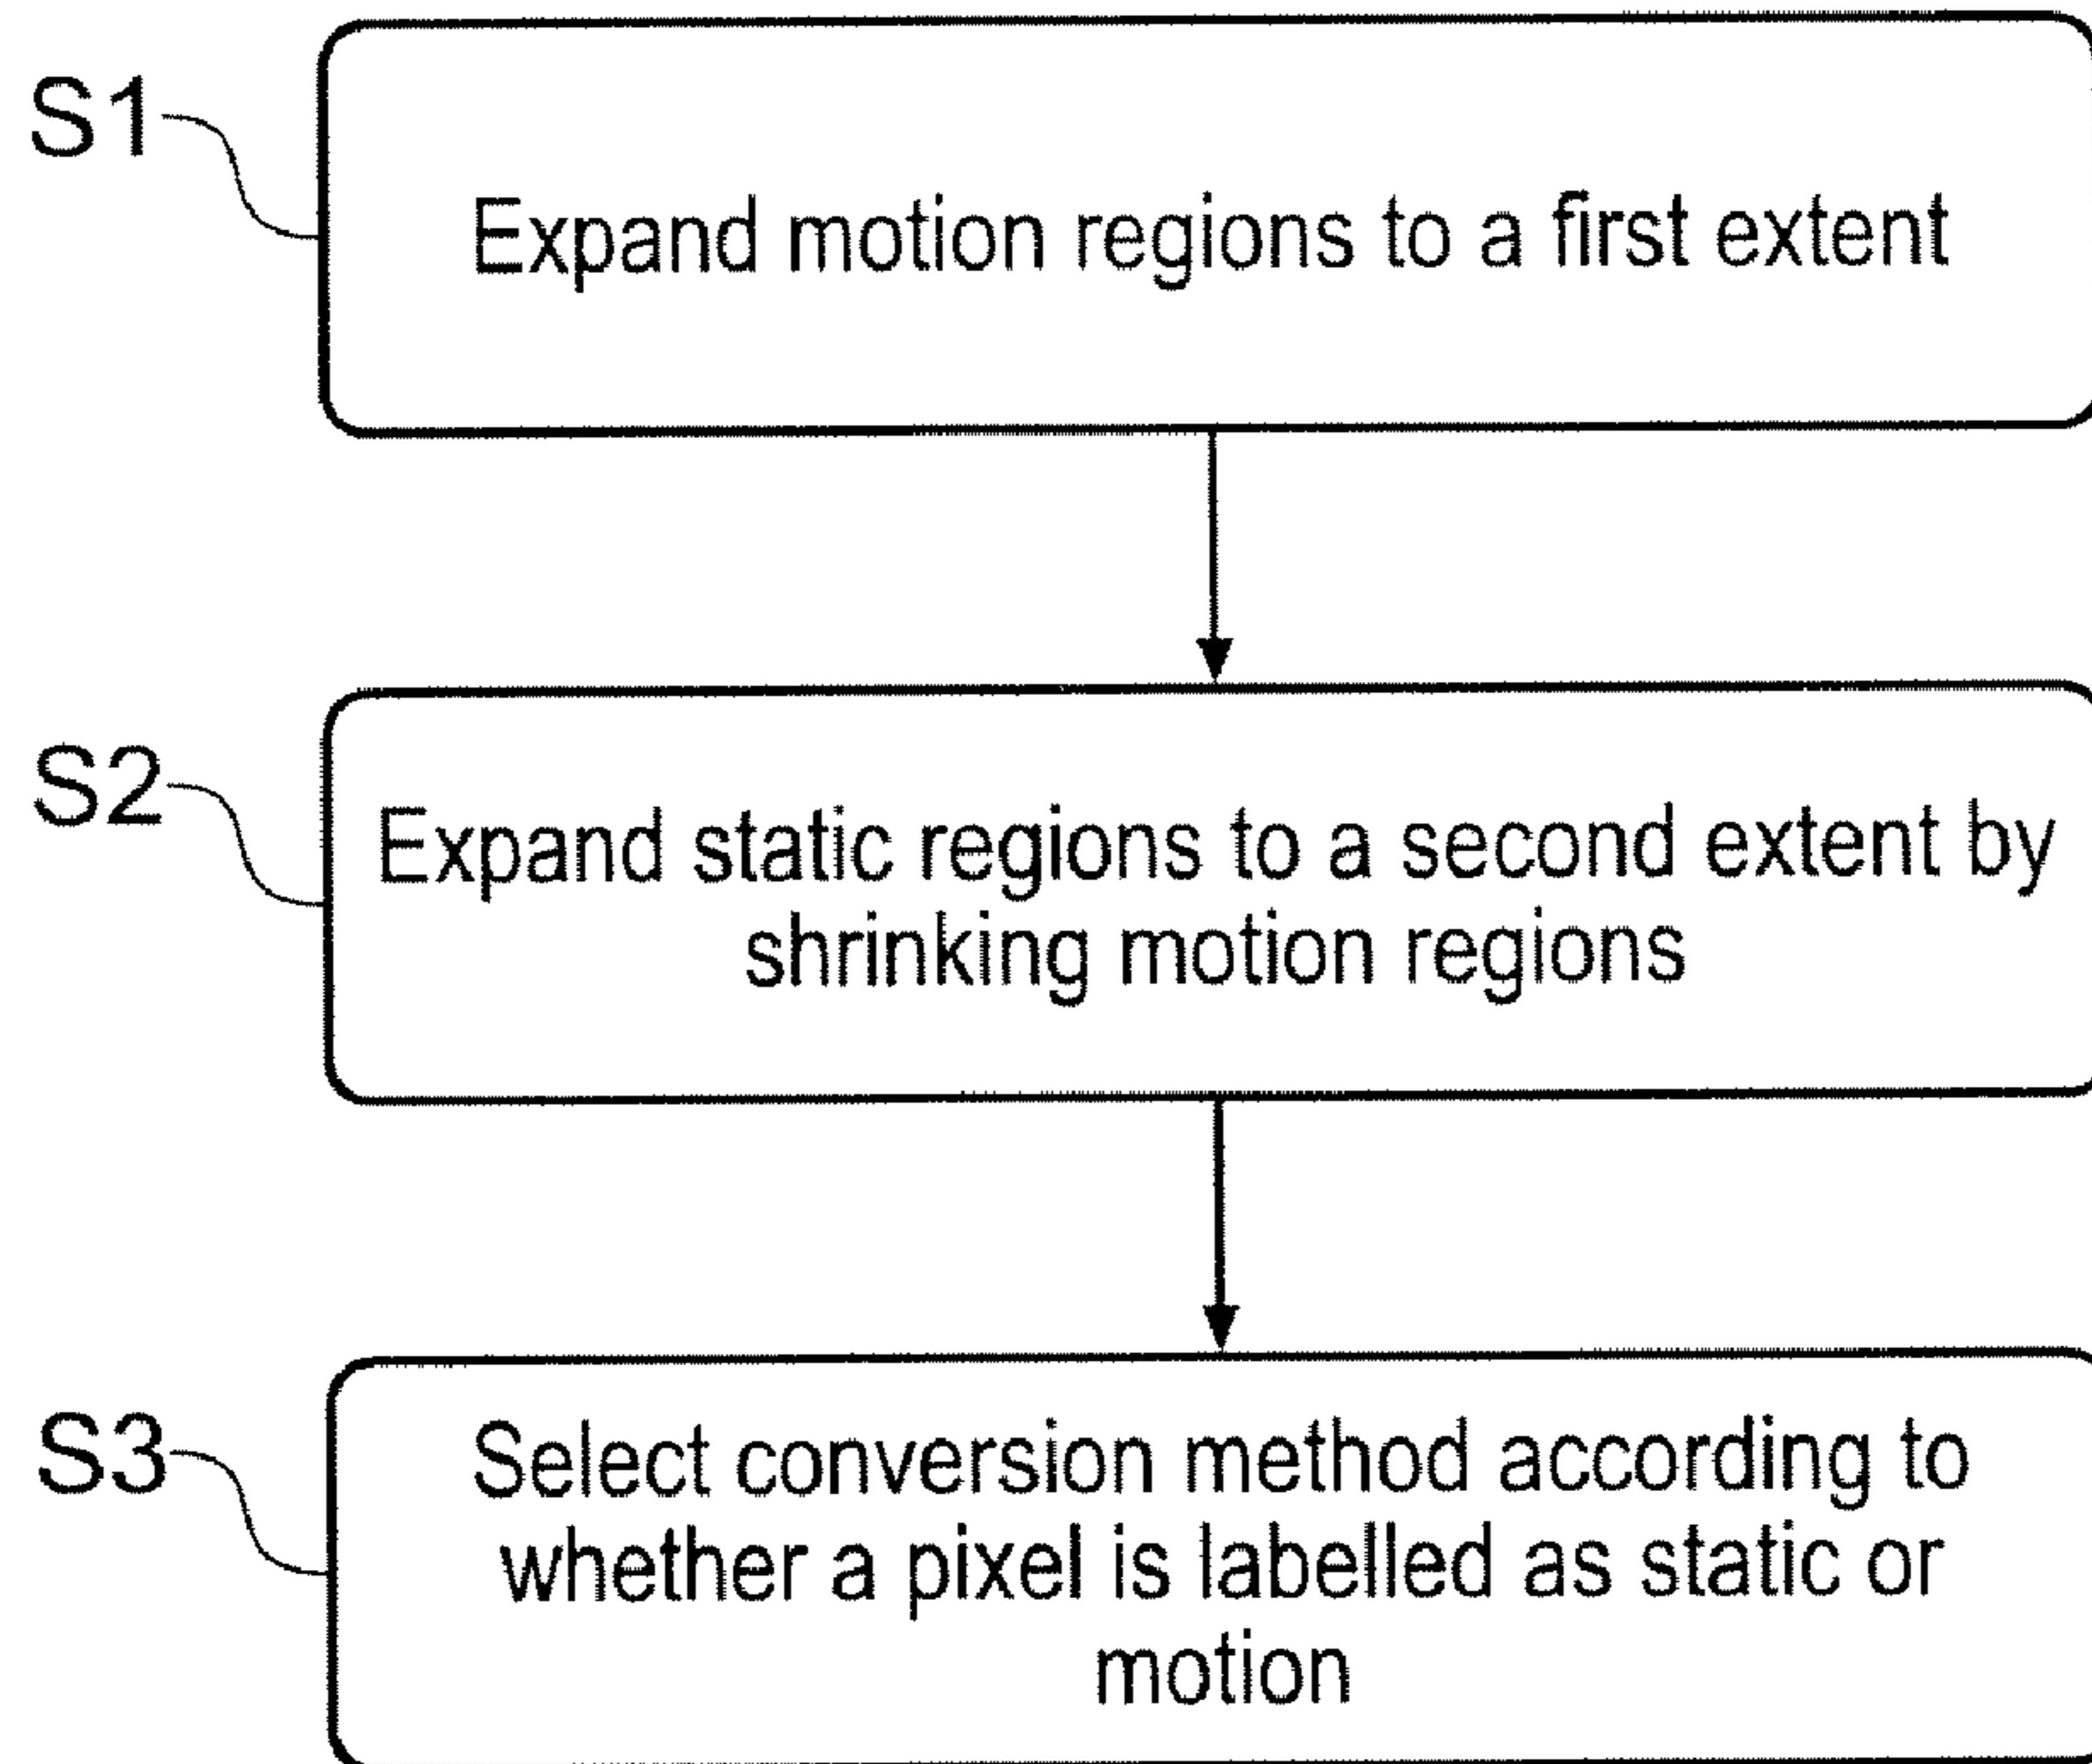 S1
Expand motion regions to a first extent
S2
Expand static regions to a second extent by
shrinking motion regions
S3
Select conversion method according to
whether a pixel is labelled as static or
motion